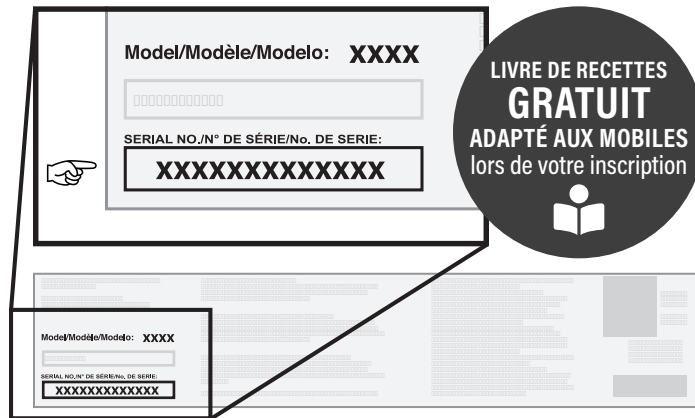 Model/Modèle/Modelo: XXXX
SERIAL NO./N° DE SÉRIE/No. DE SERIE:
XXXXXXXXXXXXX
LIVRE DE RECETTES
GRATUIT
ADAPTÉ AUX MOBILES
lors de votre inscription
Model/Modèle/Modelo: XXXX
SERIAL NO./N° DE SÉRIE/No. DE SERIE:
XXXXXXXXXXXXX